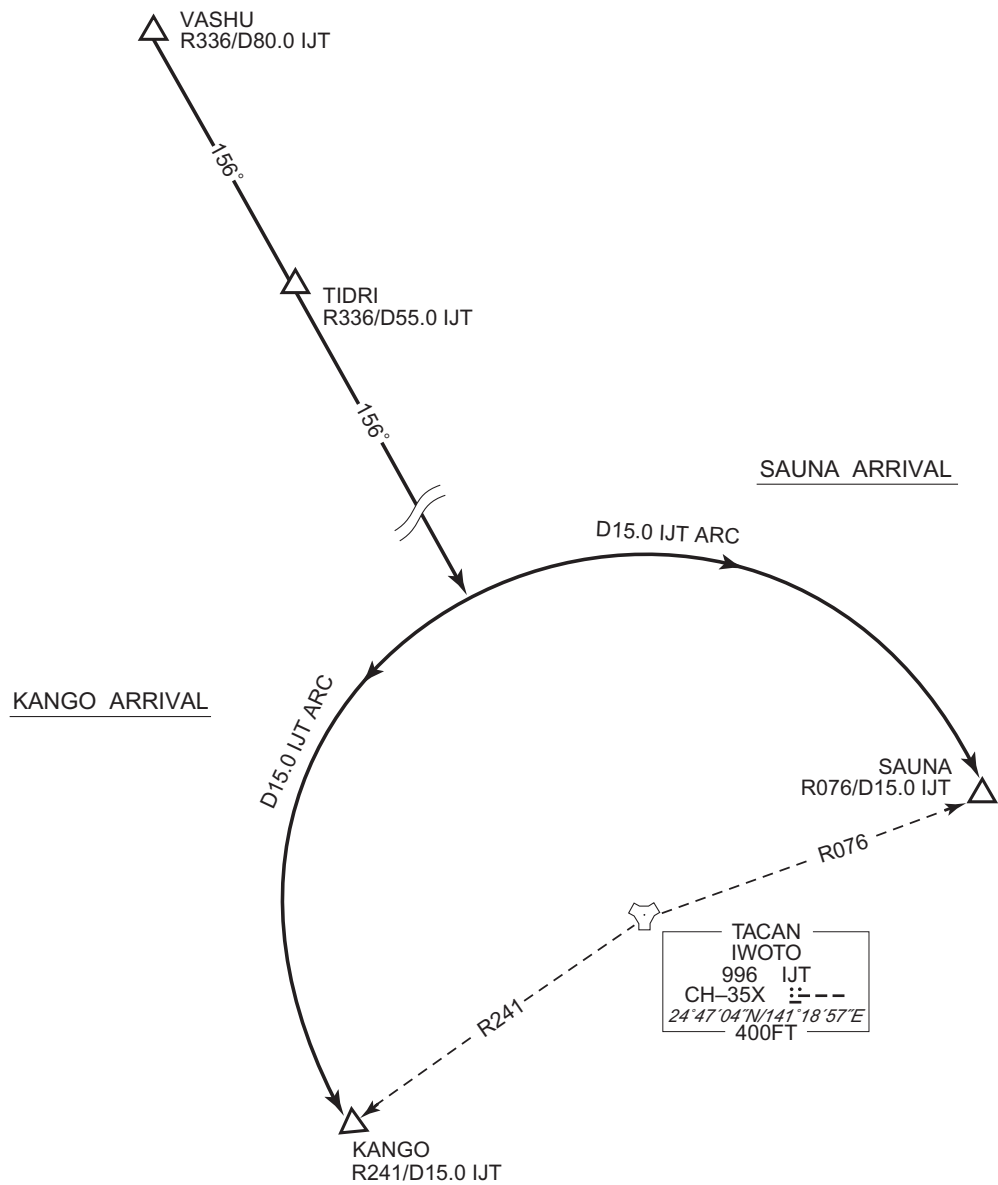 VASHU
R336/D80.0 IJT
156°
TIDRI
R336/D55.0 IJT
156°
SAUNA ARRIVAL
D15.0 IJT ARC
KANGO ARRIVAL
D15.0 IJT ARC
SAUNA
R076/D15.0 IJT
R076
TACAN
IWOTO
996 IJT
CH–35X
24°47′04″N/141°18′57″E
400FT
R241
KANGO
R241/D15.0 IJT